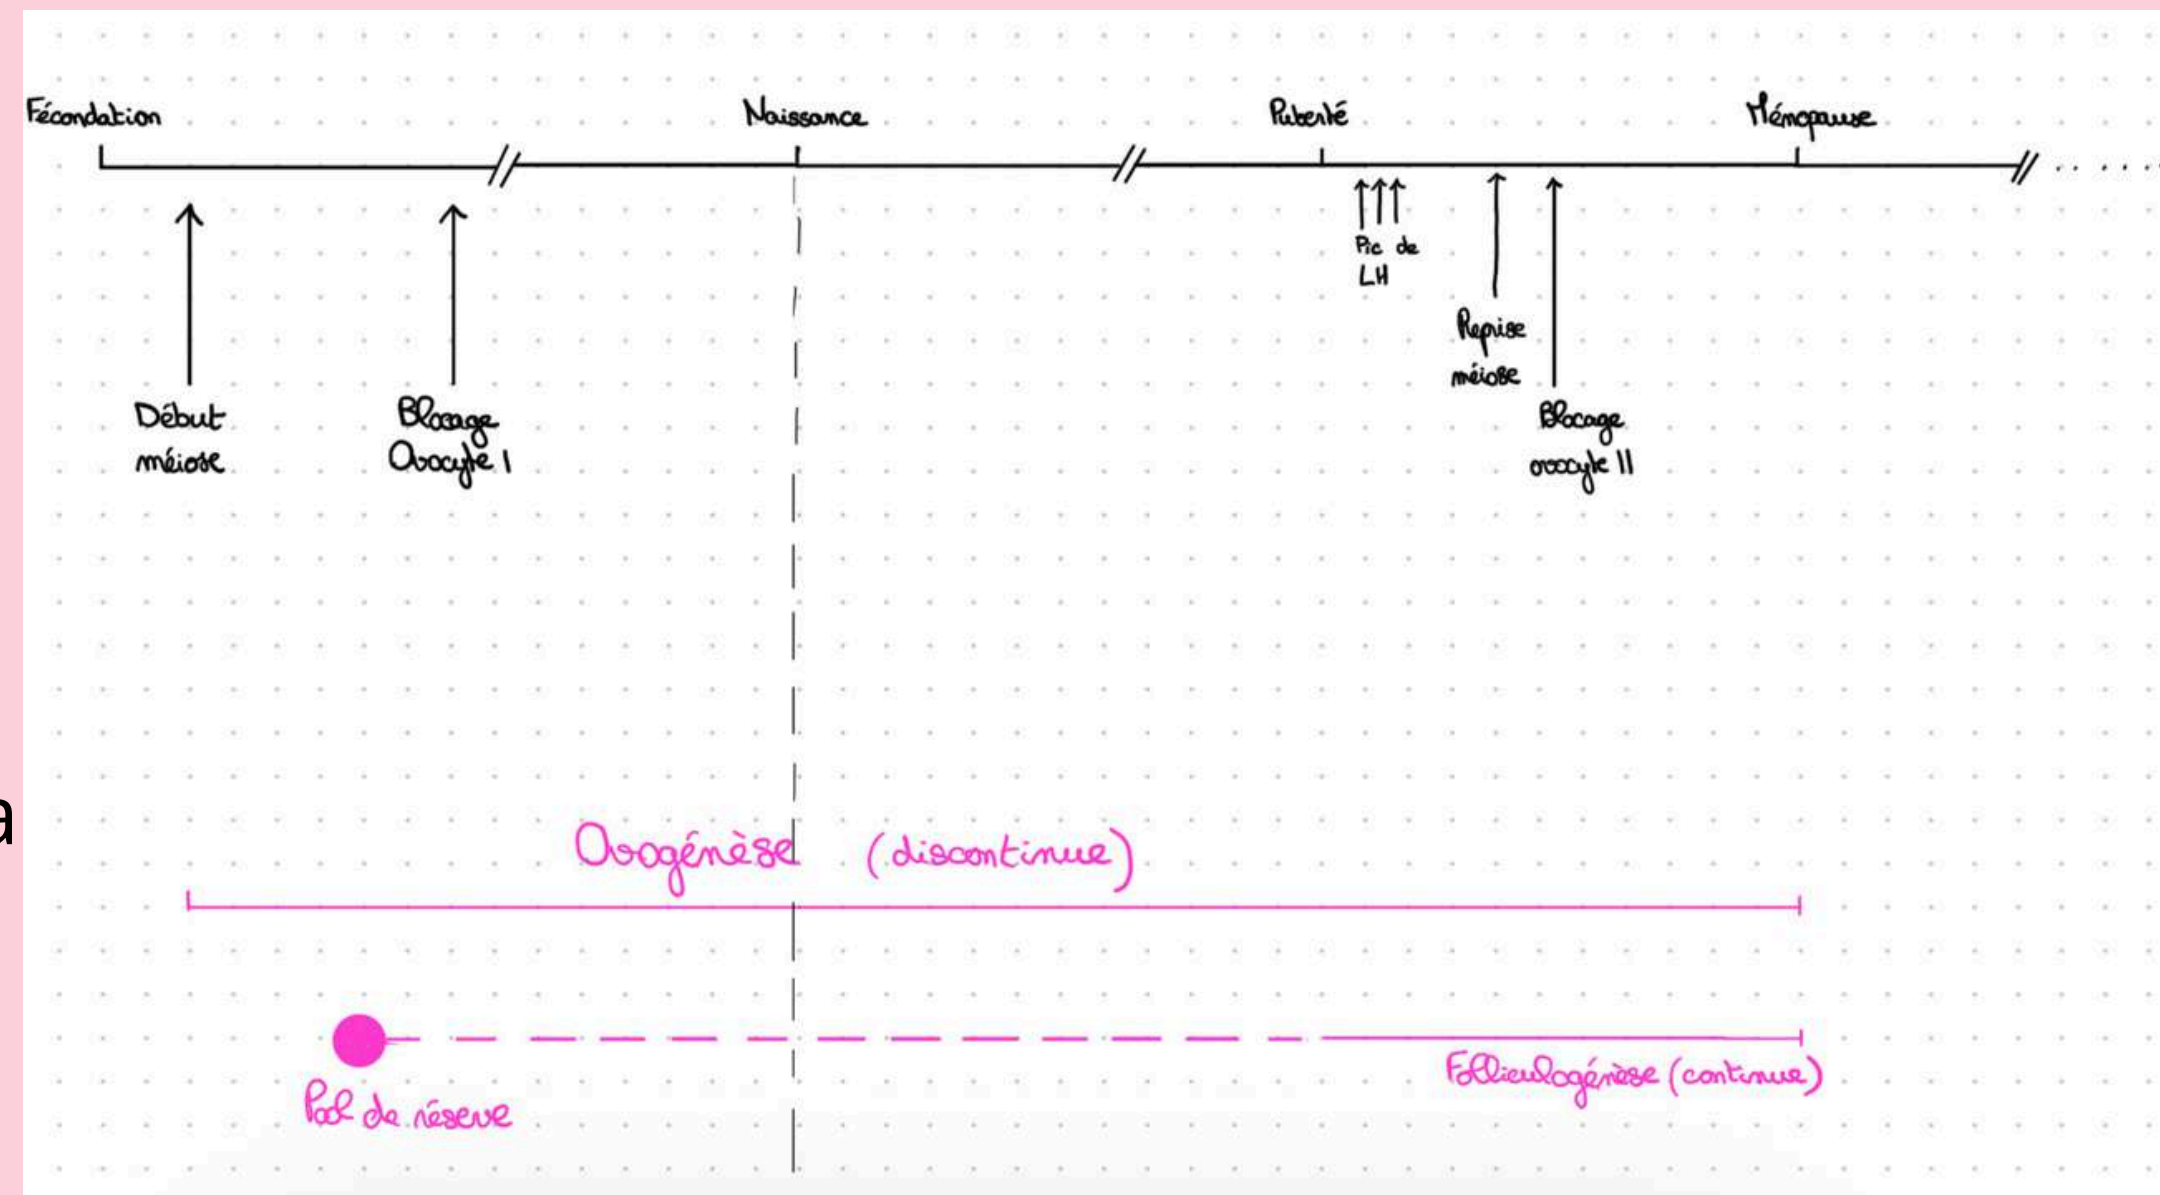 Fécondation
Naissance
Puberté
Ménopause
Pic de
LH
Reprise
méiose
Début
méiose
Blocage
Ovocyte I
Blocage
ovocyte II
a
Ovogénèse (discontinue)
Folliculogénèse (continue)
Pool de réserve